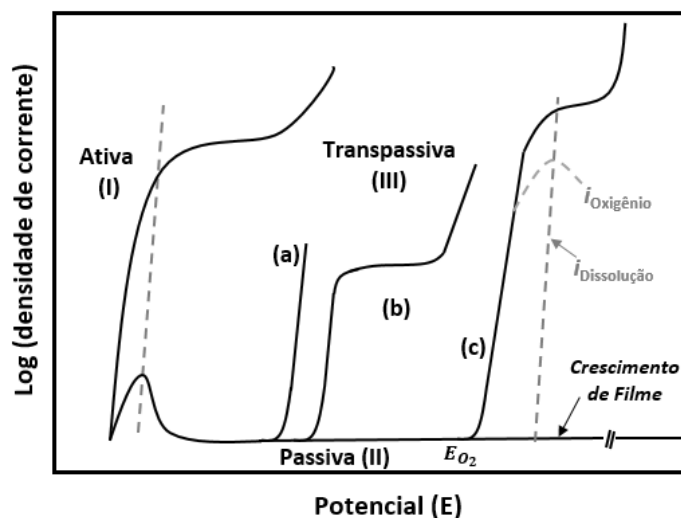 Log (densidade de corrente)
Ativa
(I)
Transpassiva
(III)
(a)
(b)
(c)
iOxigênio
iDissolução
Crescimento
de Filme
Passiva (II)
EO2
Potencial (E)